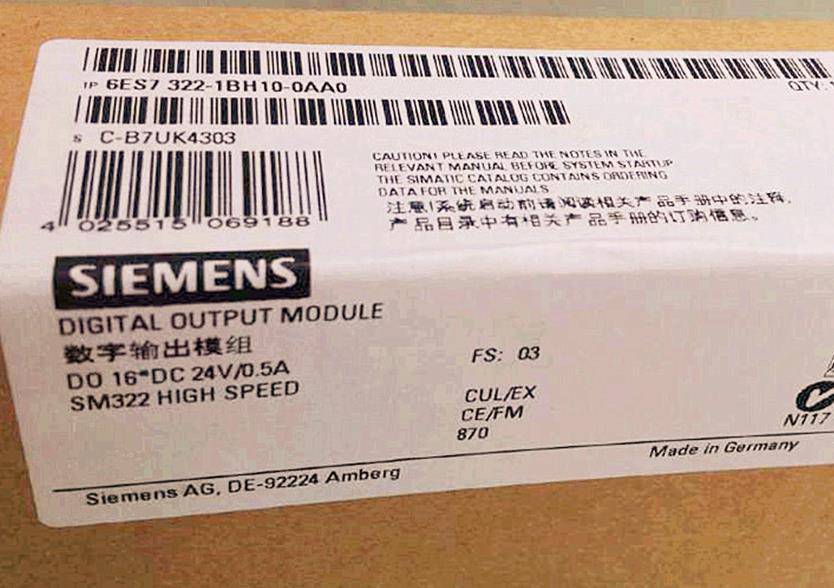 1P 6ES7 322-1BH10-0AA0
QTY:
S C-B7UK4303
CAUTION! PLEASE READ THE NOTES IN THE
RELEVANT MANUAL BEFORE SYSTEM STARTUP
THE SIMATIC CATALOG CONTAINS ORDERING
DATA FOR THE MANUALS
注意!系统启动前请阅读相关产品手册中的注释,
产品目录中有相关产品手册的订购信息。
4 025515 069188
SIEMENS
DIGITAL OUTPUT MODULE
数字输出模组
DO 16*DC 24V/0.5A
SM322 HIGH SPEED
FS: 03
CUL/EX
CE/FM
870
N117
Made in Germany
Siemens AG, DE-92224 Amberg